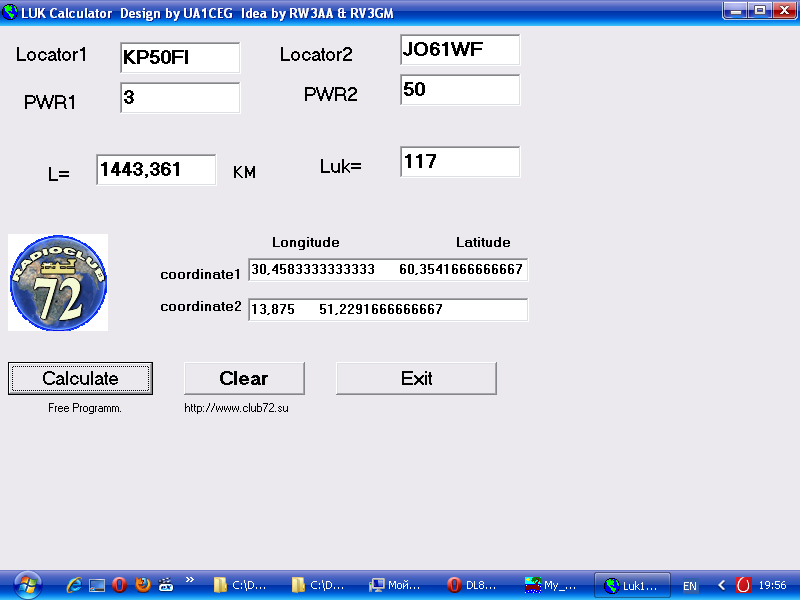 LUK Calculator Design by UA1CEG Idea by RW3AA & RV3GM
Locator1 KP50FI Locator2 JO61WF
PWR1 3 PWR2 50
L= 1443,361 KM Luk= 117
Longitude Latitude
coordinate1 30,4583333333333 60,3541666666667
coordinate2 13,875 51,2291666666667
RADIOCLUB
72
Calculate Clear Exit
Free Programm. http://www.club72.su
C:\D... C:\D... Мой... DL8... My_... Luk1... EN 19:56